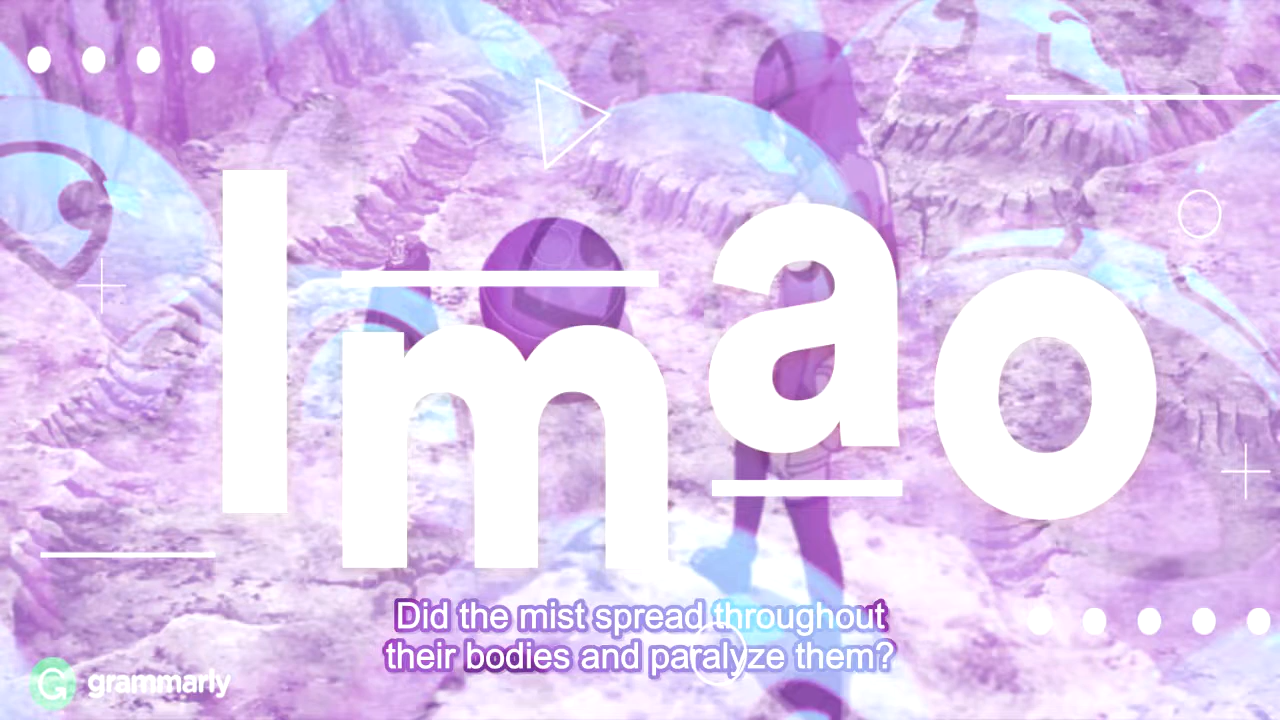 lmao
Did the mist spread throughout
their bodies and paralyze them?
G grammarly